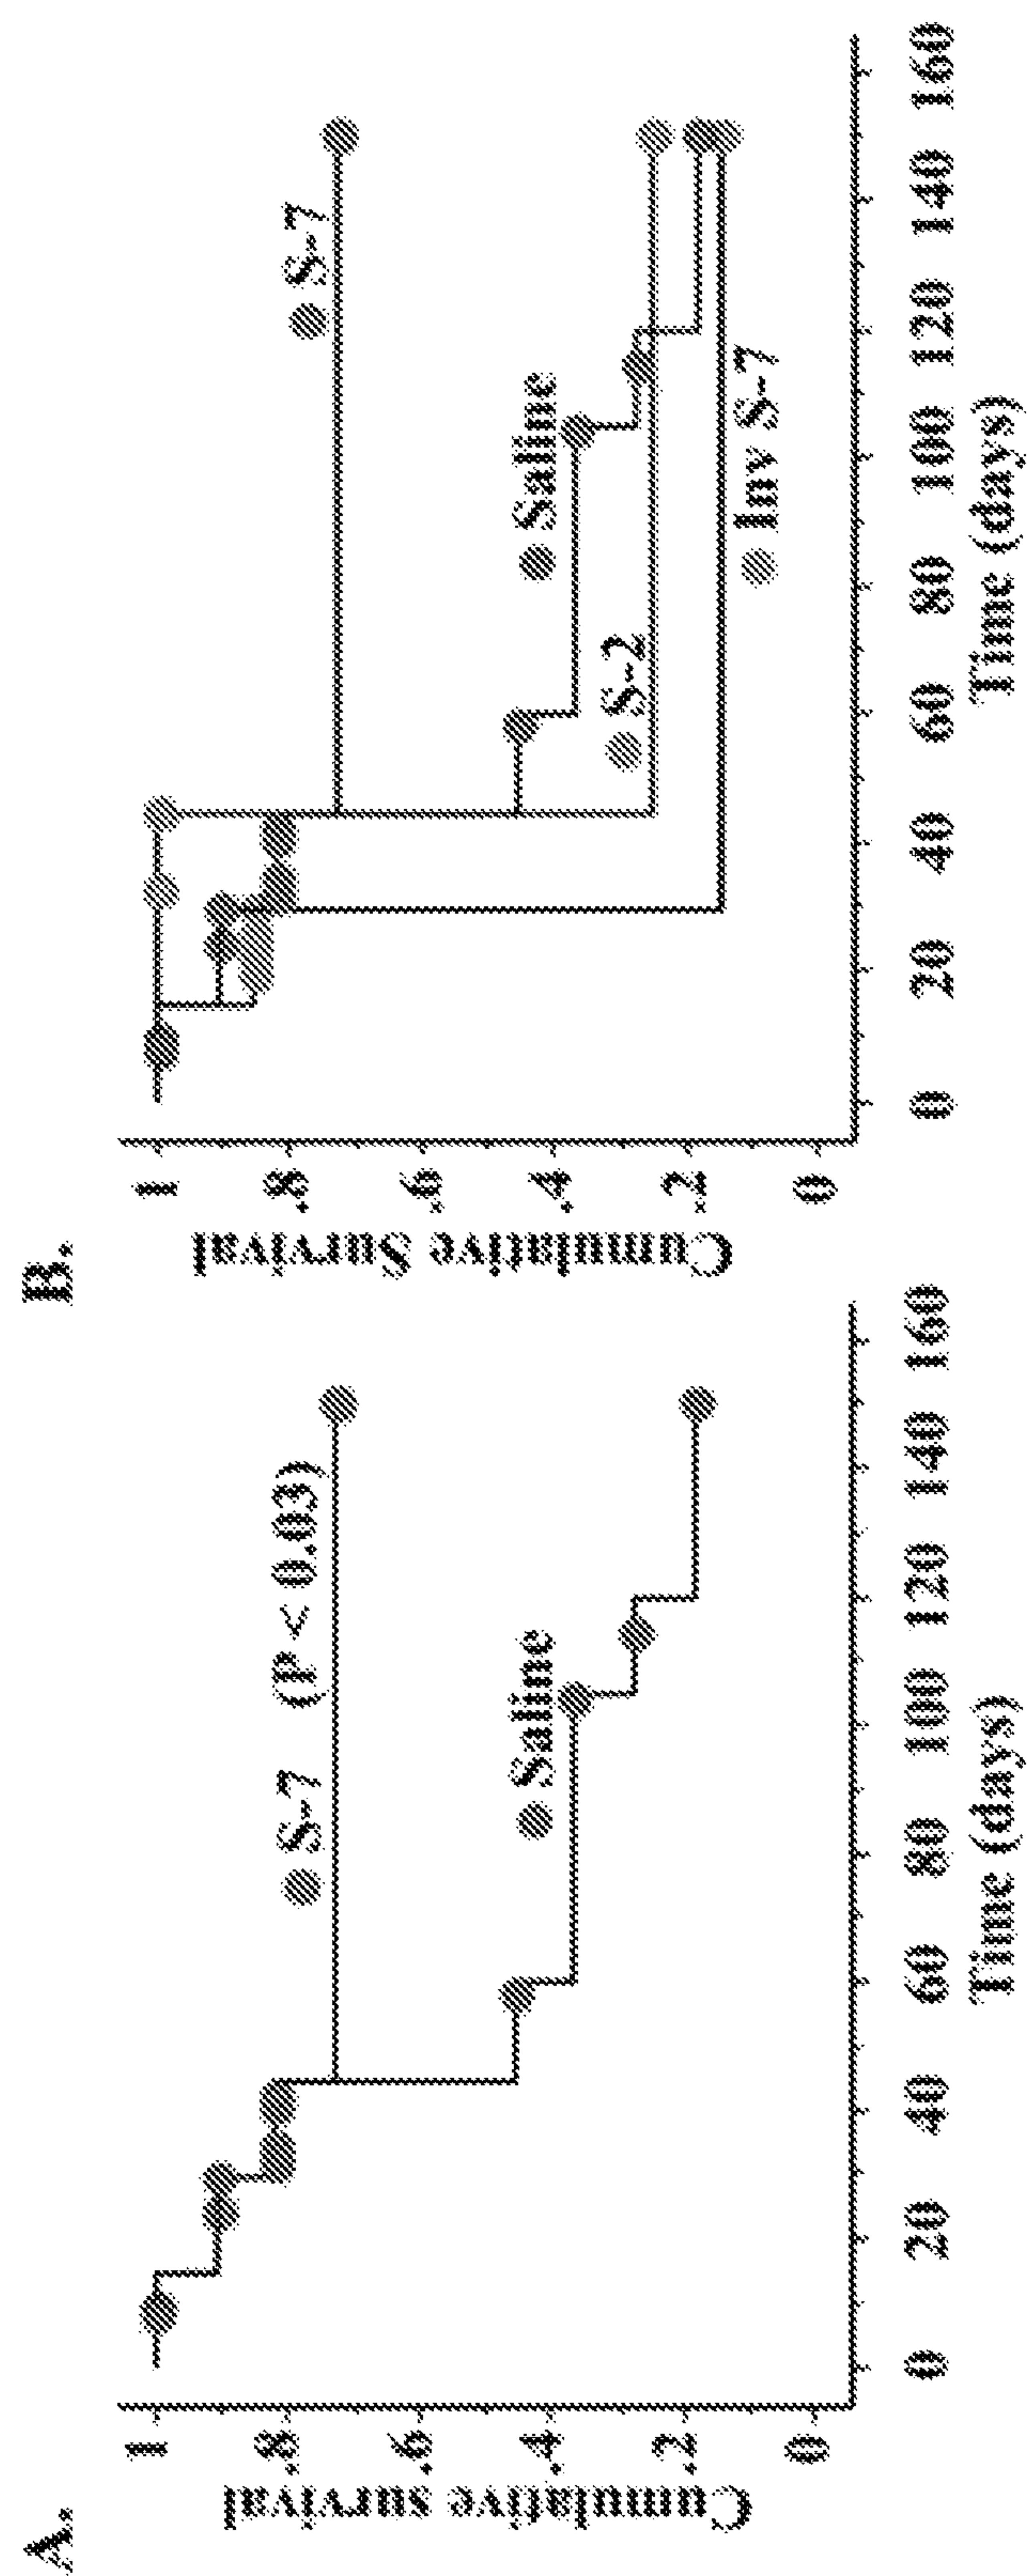 A.
Cumulative survival
1
.8
.6
.4
.2
0
S-7 (P < 0.03)
Saline
0 20 40 60 80 100 120 140 160
Time (days)
B.
Cumulative Survival
1
.8
.6
.4
.2
0
S-7
Saline
S-2
Inv S-7
0 20 40 60 80 100 120 140 160
Time (days)